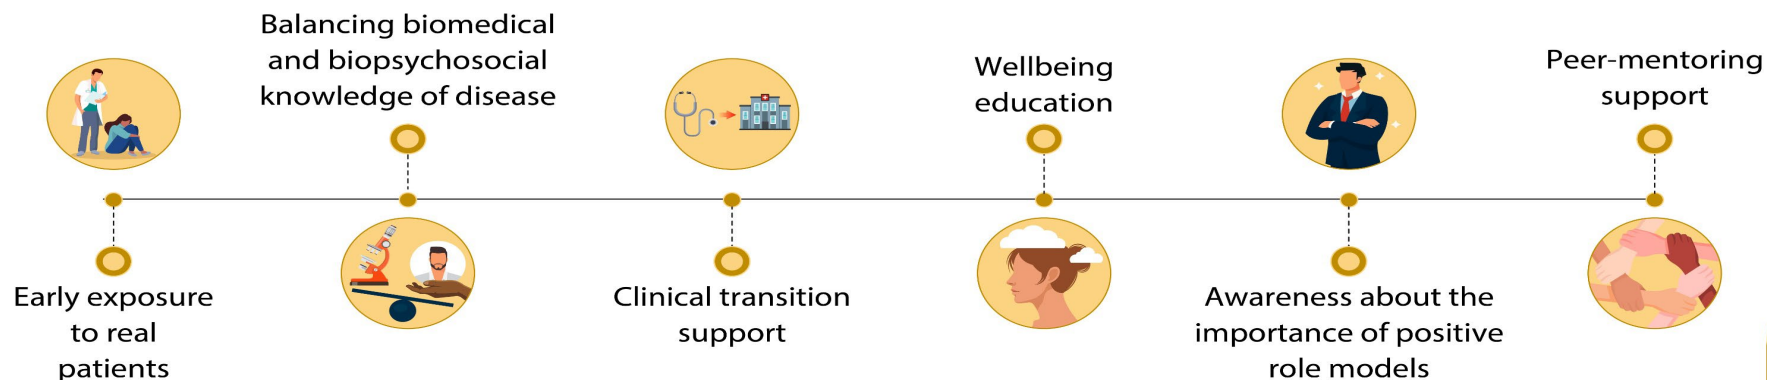 Early exposure
to real
patients
Balancing biomedical
and biopsychosocial
knowledge of disease
Clinical transition
support
Wellbeing
education
Awareness about the
importance of positive
role models
Peer-mentoring
support